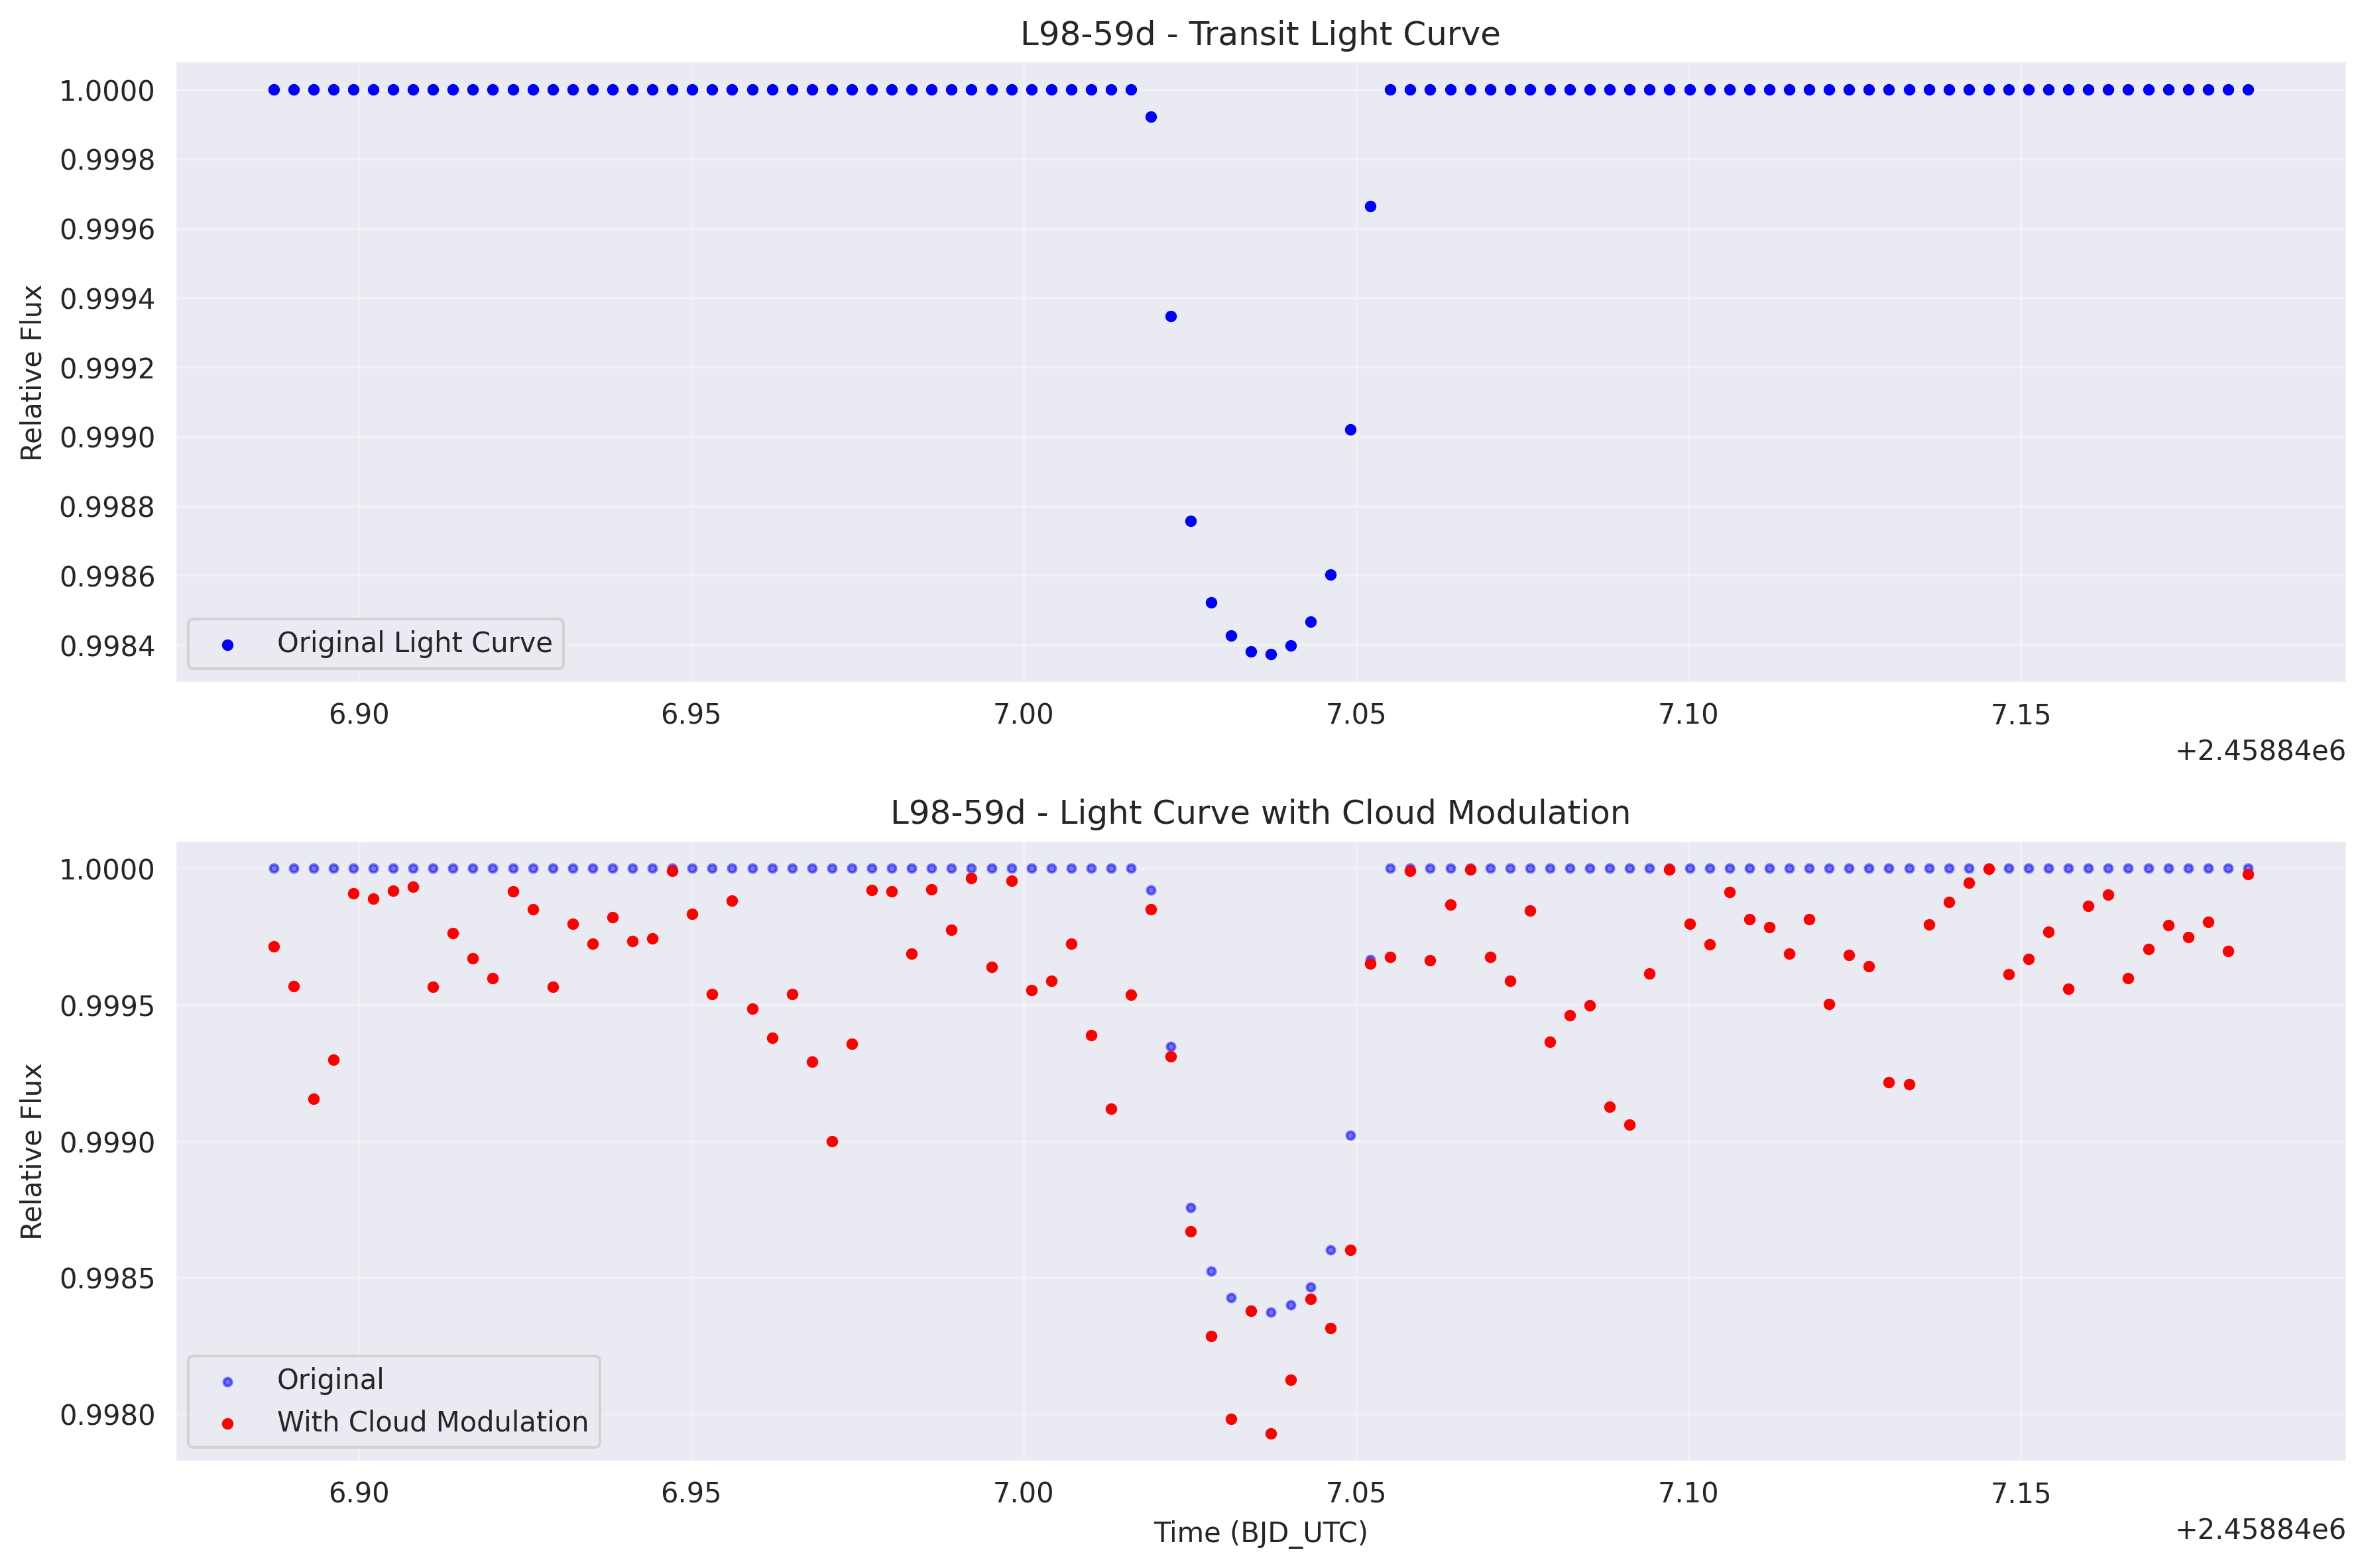 L98-59d - Transit Light Curve
Relative Flux
1.0000
0.9998
0.9996
0.9994
0.9992
0.9990
0.9988
0.9986
0.9984
Original Light Curve
6.90 6.95 7.00 7.05 7.10 7.15
+2.45884e6
L98-59d - Light Curve with Cloud Modulation
Relative Flux
1.0000
0.9995
0.9990
0.9985
0.9980
Original
With Cloud Modulation
6.90 6.95 7.00 7.05 7.10 7.15
Time (BJD_UTC)
+2.45884e6